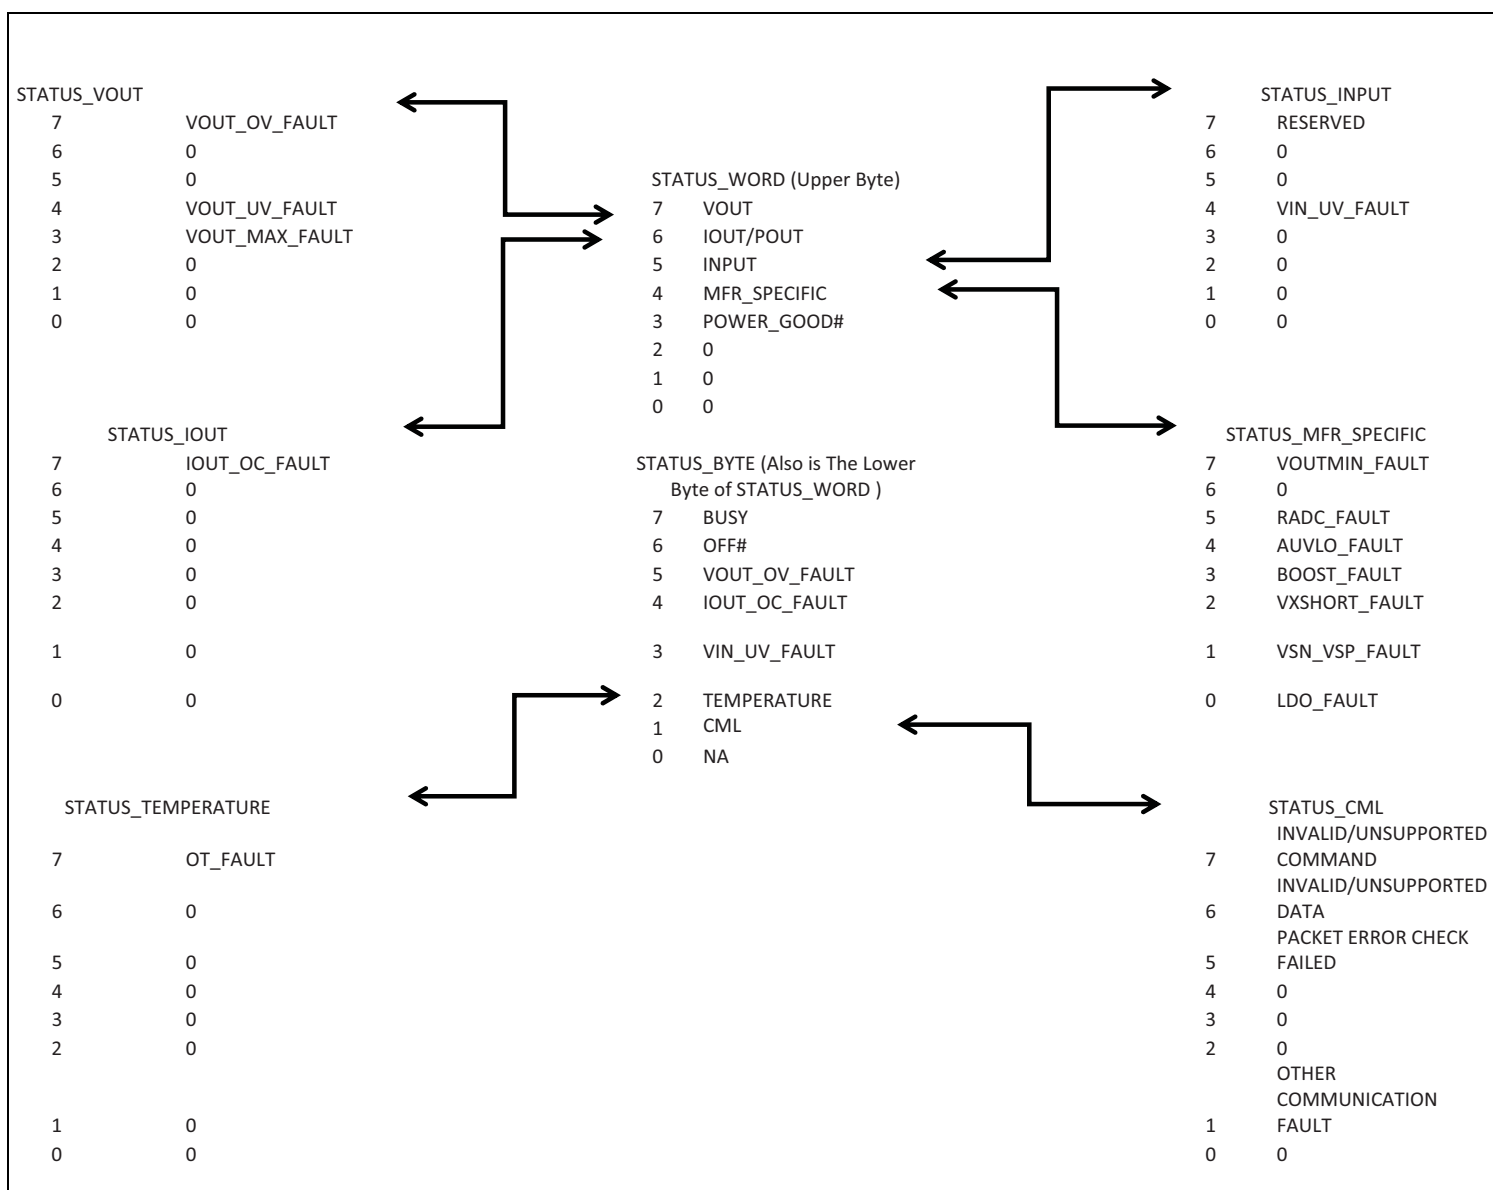 STATUS_VOUT
7 VOUT_OV_FAULT
6 0
5 0
4 VOUT_UV_FAULT
3 VOUT_MAX_FAULT
2 0
1 0
0 0
STATUS_IOUT
7 IOUT_OC_FAULT
6 0
5 0
4 0
3 0
2 0
1 0
0 0
STATUS_TEMPERATURE
7 OT_FAULT
6 0
5 0
4 0
3 0
2 0
1 0
0 0
STATUS_WORD (Upper Byte)
7 VOUT
6 IOUT/POUT
5 INPUT
4 MFR_SPECIFIC
3 POWER_GOOD#
2 0
1 0
0 0
STATUS_BYTE (Also is The Lower
Byte of STATUS_WORD )
7 BUSY
6 OFF#
5 VOUT_OV_FAULT
4 IOUT_OC_FAULT
3 VIN_UV_FAULT
2 TEMPERATURE
1 CML
0 NA
STATUS_INPUT
7 RESERVED
6 0
5 0
4 VIN_UV_FAULT
3 0
2 0
1 0
0 0
STATUS_MFR_SPECIFIC
7 VOUTMIN_FAULT
6 0
5 RADC_FAULT
4 AUVLO_FAULT
3 BOOST_FAULT
2 VXSHORT_FAULT
1 VSN_VSP_FAULT
0 LDO_FAULT
STATUS_CML
INVALID/UNSUPPORTED
7 COMMAND
INVALID/UNSUPPORTED
6 DATA
PACKET ERROR CHECK
5 FAILED
4 0
3 0
2 0
OTHER
COMMUNICATION
1 FAULT
0 0